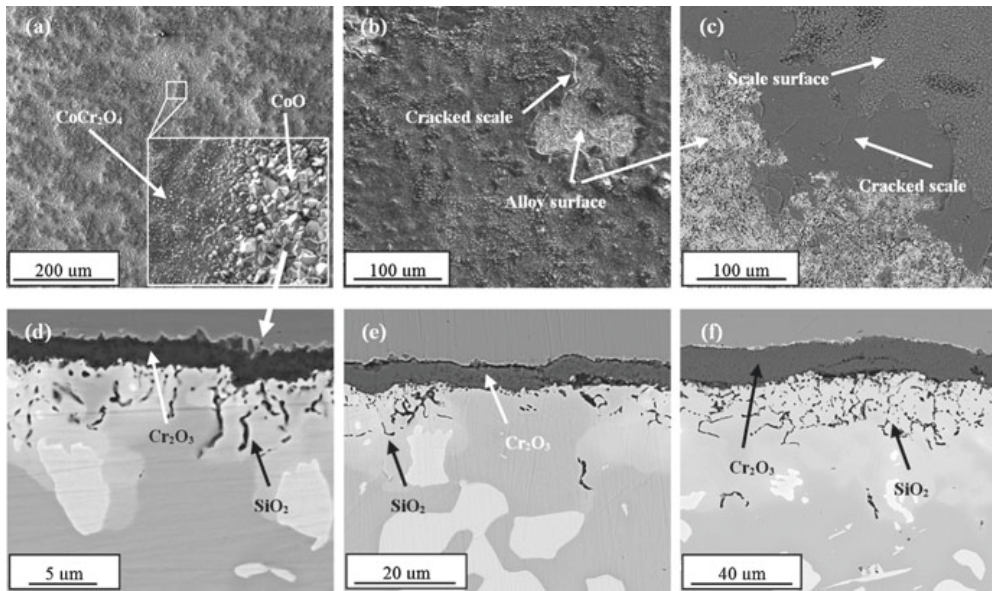 (a)
CoCr₂O₄
CoO
200 um
(b)
Cracked scale
Alloy surface
100 um
(c)
Scale surface
Cracked scale
100 um
(d)
Cr₂O₃
SiO₂
5 um
(e)
Cr₂O₃
SiO₂
20 um
(f)
Cr₂O₃
SiO₂
40 um